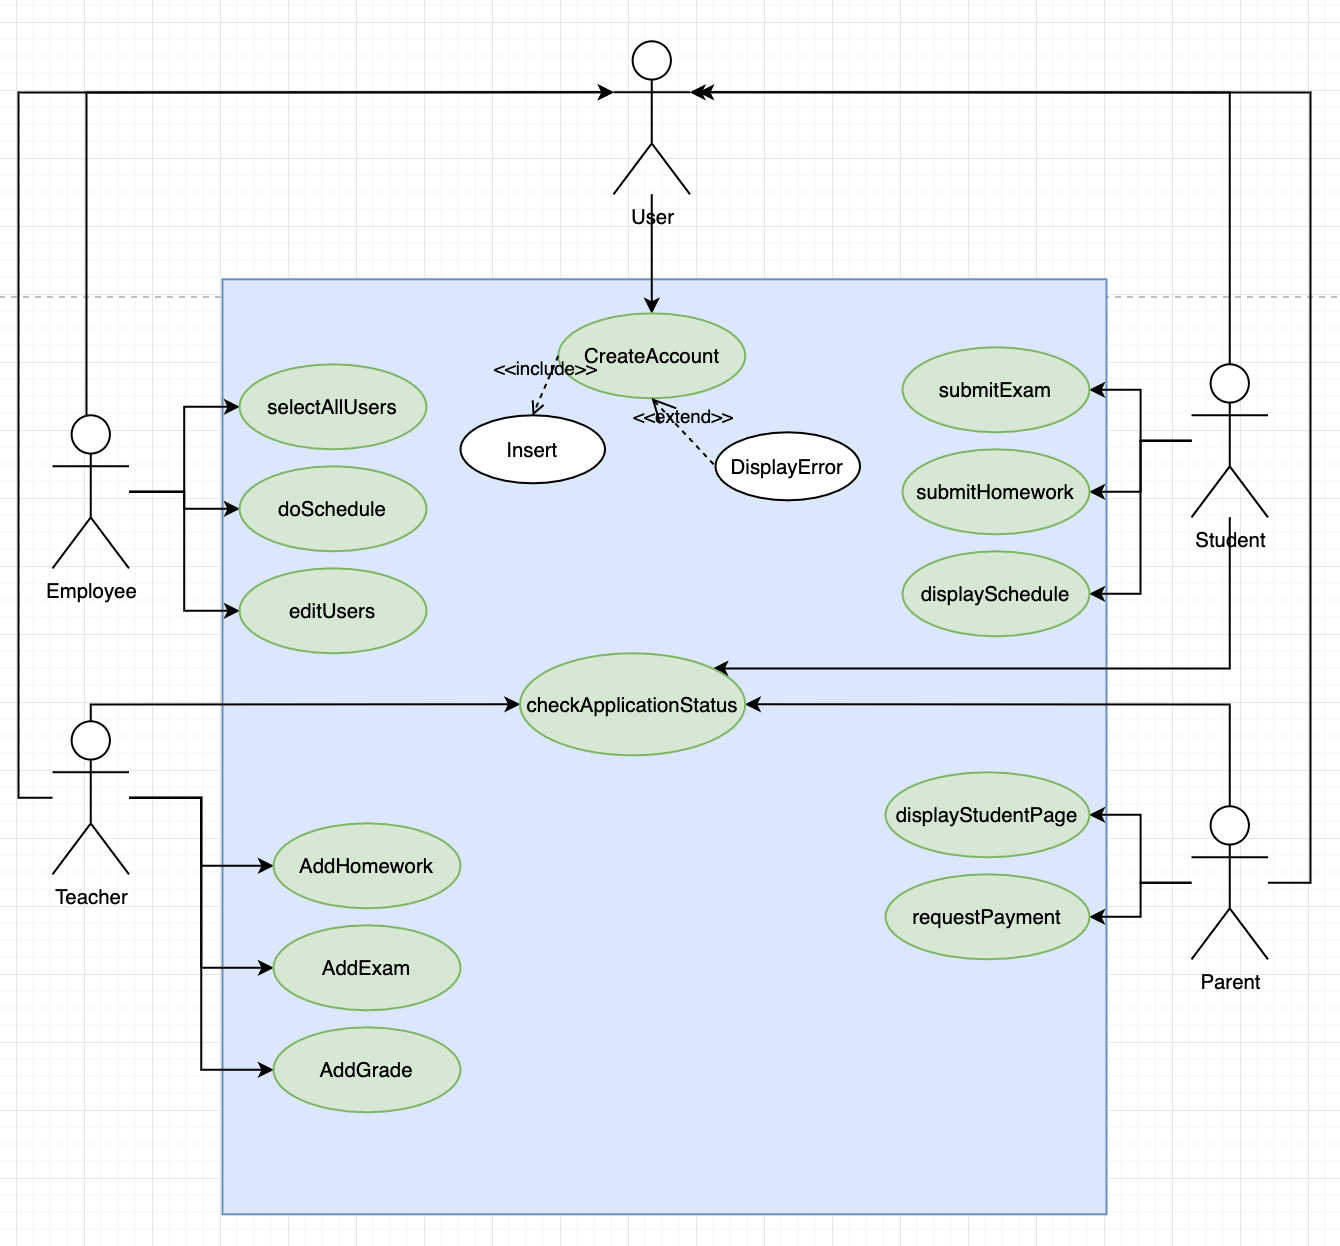 User
CreateAccount
<<include>>
<<extend>>
Insert
DisplayError
selectAllUsers
doSchedule
editUsers
Employee
submitExam
submitHomework
displaySchedule
Student
checkApplicationStatus
Teacher
AddHomework
AddExam
AddGrade
displayStudentPage
requestPayment
Parent